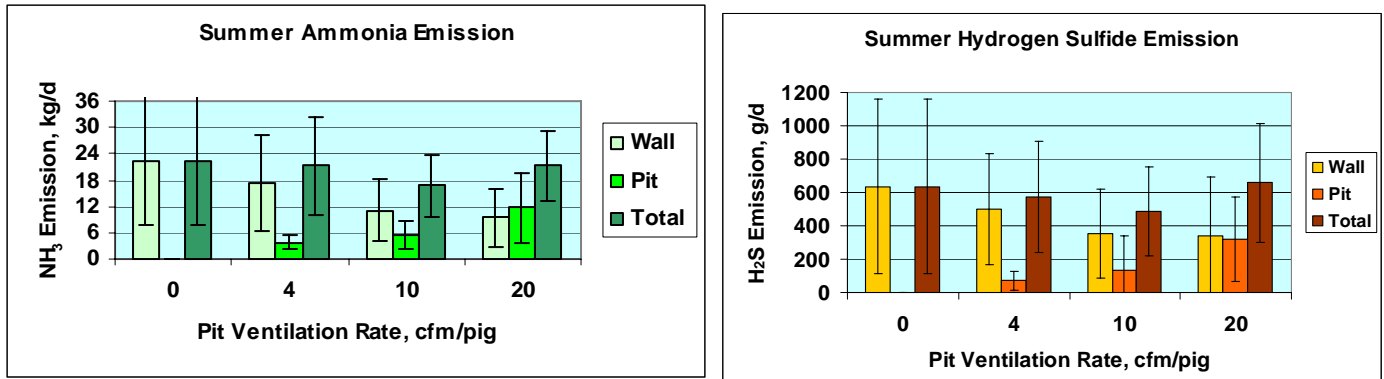 Summer Ammonia Emission
NH₃ Emission, kg/d
36
30
24
18
12
6
0
0 4 10 20
Pit Ventilation Rate, cfm/pig
Wall
Pit
Total
Summer Hydrogen Sulfide Emission
H₂S Emission, g/d
1200
1000
800
600
400
200
0
0 4 10 20
Pit Ventilation Rate, cfm/pig
Wall
Pit
Total